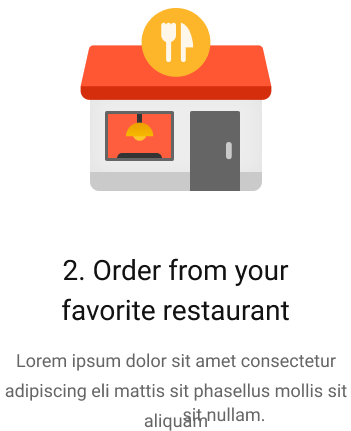 2. Order from your
favorite restaurant
Lorem ipsum dolor sit amet consectetur
adipiscing eli mattis sit phasellus mollis sit
aliquam
sit nullam.